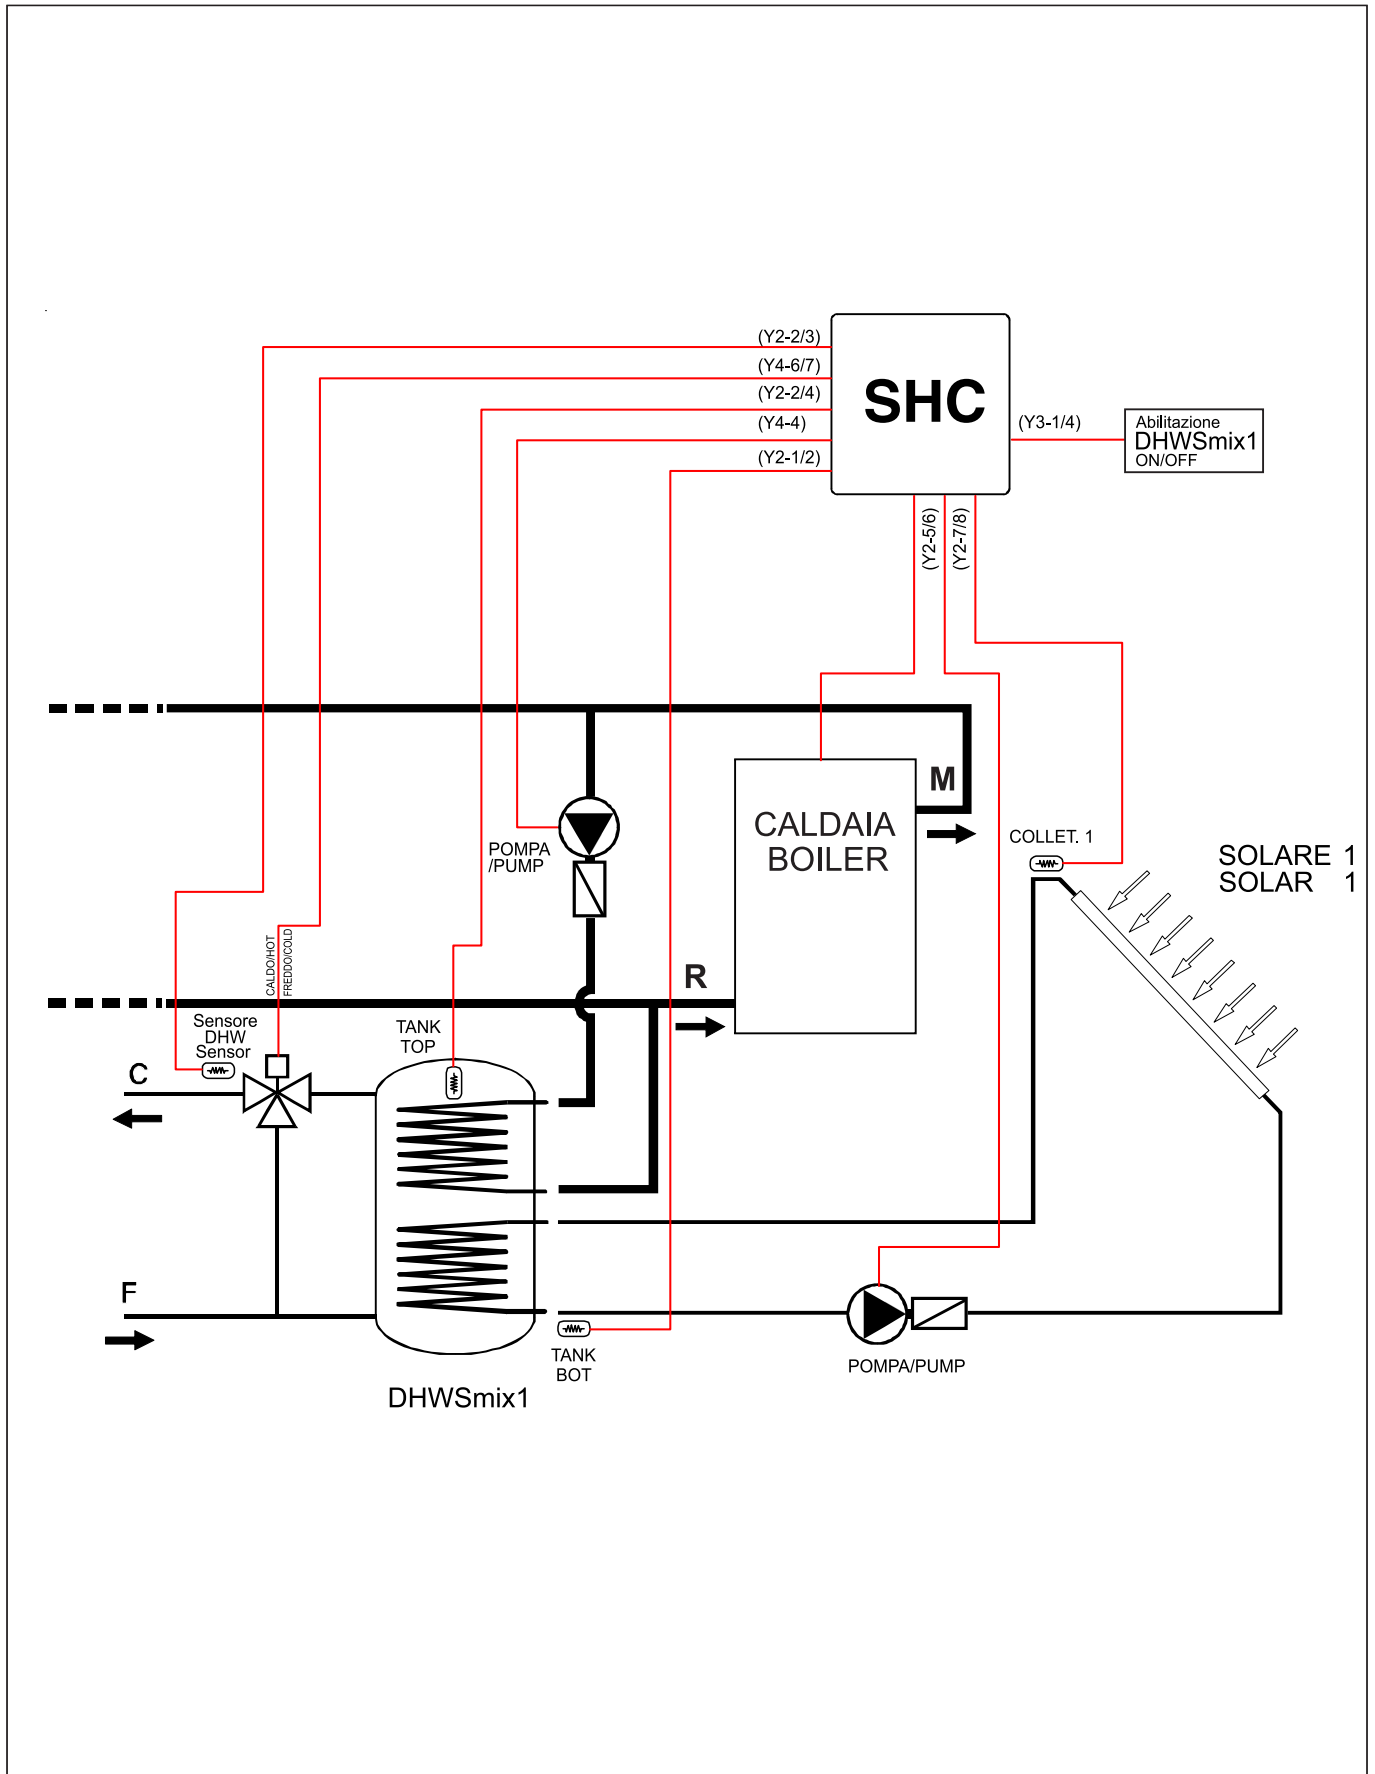 (Y2-2/3)
(Y4-6/7)
(Y2-2/4)
(Y4-4)
(Y2-1/2)
SHC
(Y3-1/4)
Abilitazione
DHWSmix1
ON/OFF
(Y2-5/6)
(Y2-7/8)
M
CALDAIA
BOILER
COLLET. 1
SOLARE 1
SOLAR 1
POMPA
/PUMP
CALDO/HOT
FREDDO/COLD
R
Sensore
DHW
Sensor
TANK
TOP
C
F
TANK
BOT
POMPA/PUMP
DHWSmix1